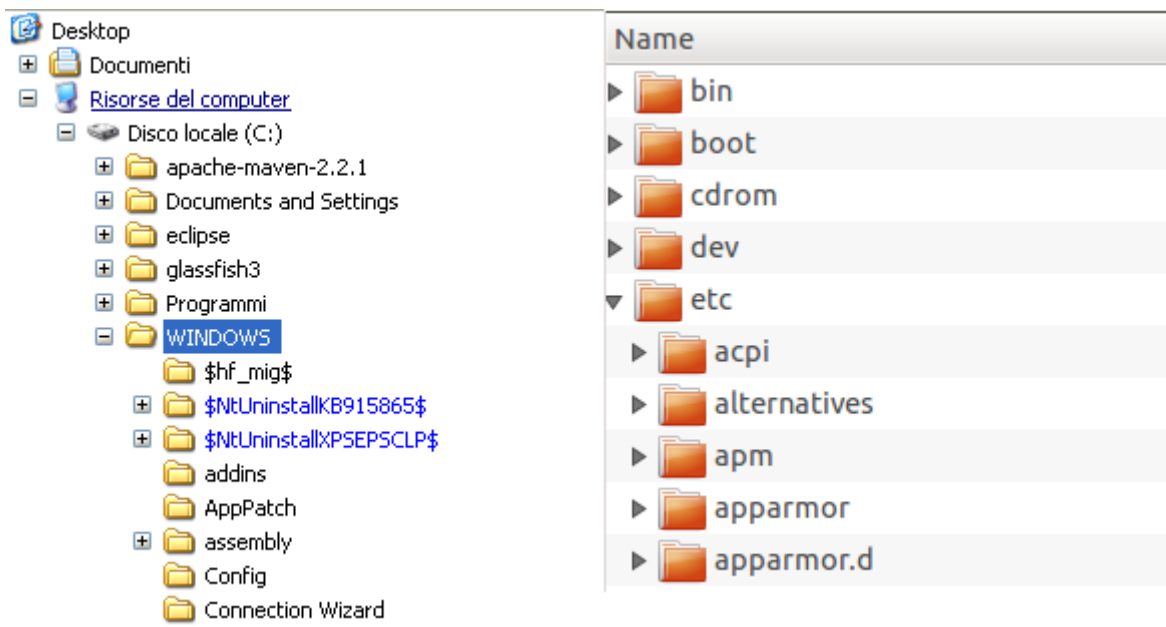 Desktop
Documenti
Risorse del computer
Disco locale (C:)
apache-maven-2.2.1
Documents and Settings
eclipse
glassfish3
Programmi
WINDOWS
$hf_mig$
$NtUninstallKB915865$
$NtUninstallXPSEPSCLP$
addins
AppPatch
assembly
Config
Connection Wizard
Name
bin
boot
cdrom
dev
etc
acpi
alternatives
apm
apparmor
apparmor.d